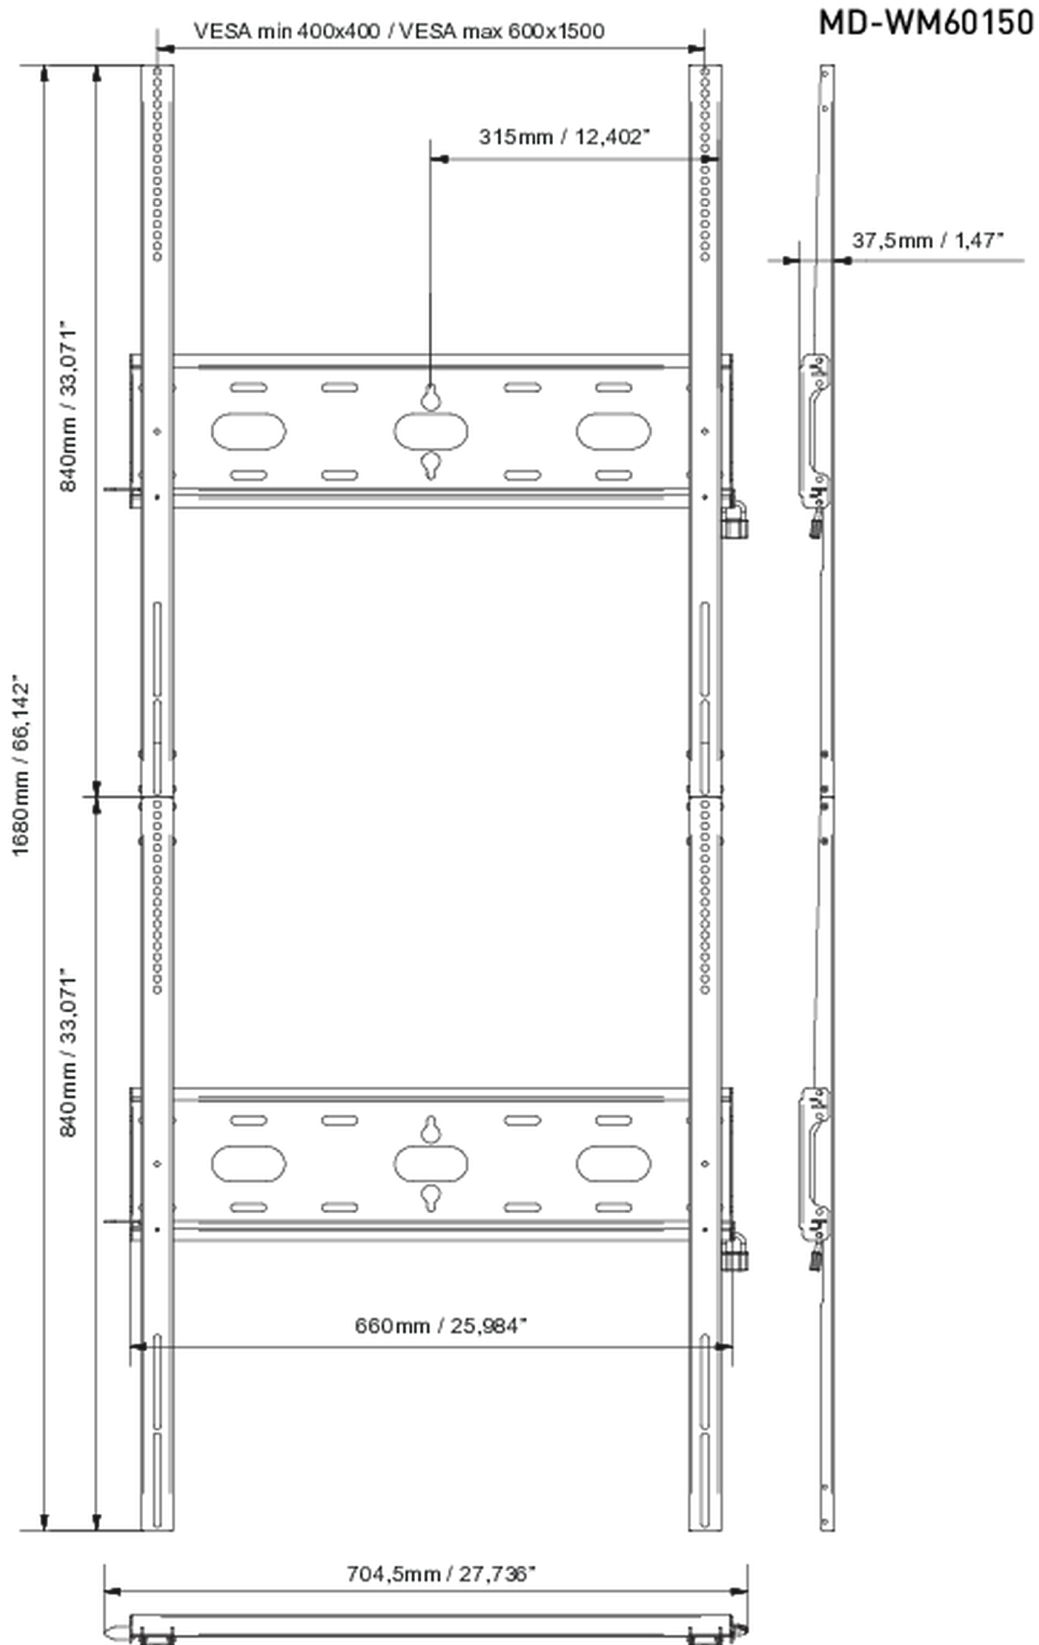 MD-WM60150
VESA min 400x400 / VESA max 600x1500
315mm / 12,402"
37,5mm / 1,47"
840mm / 33,071"
1680mm / 66,142"
840mm / 33,071"
660mm / 25,984"
704,5mm / 27,736"